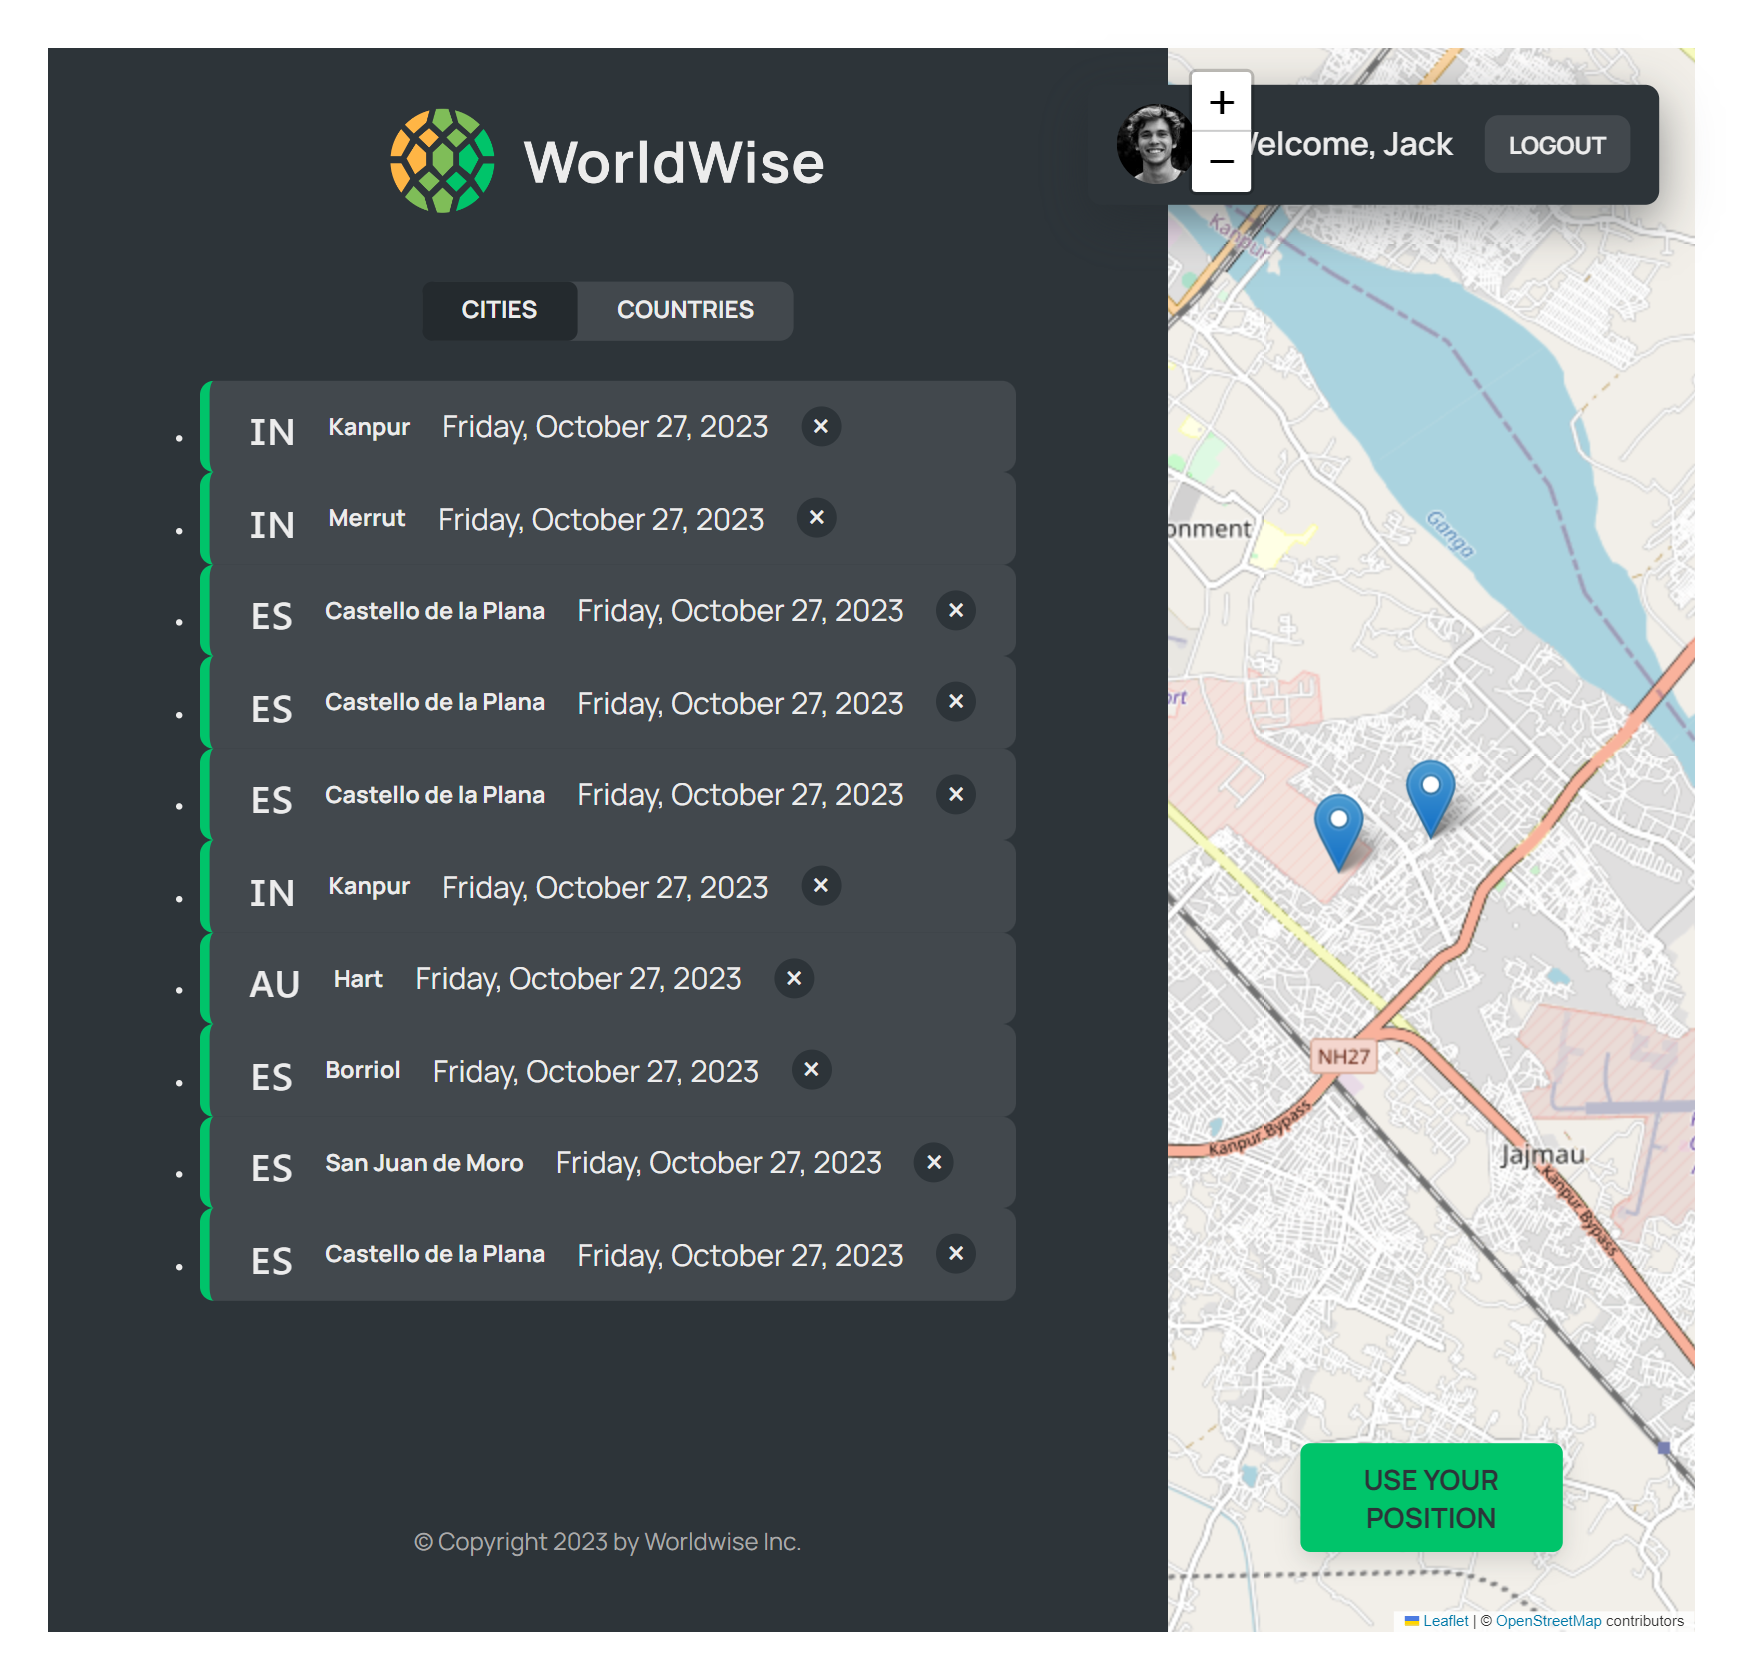 WorldWise
CITIES COUNTRIES
IN Kanpur Friday, October 27, 2023 ×
IN Merrut Friday, October 27, 2023 ×
ES Castello de la Plana Friday, October 27, 2023 ×
ES Castello de la Plana Friday, October 27, 2023 ×
ES Castello de la Plana Friday, October 27, 2023 ×
IN Kanpur Friday, October 27, 2023 ×
AU Hart Friday, October 27, 2023 ×
ES Borriol Friday, October 27, 2023 ×
ES San Juan de Moro Friday, October 27, 2023 ×
ES Castello de la Plana Friday, October 27, 2023 ×
© Copyright 2023 by Worldwise Inc.
+
−
elcome, Jack
LOGOUT
Kanpur
onment
Ganga
ort
NH27
Kanpur Bypass
Jajmau
Kanpur Bypass
USE YOUR
POSITION
Leaflet | © OpenStreetMap contributors